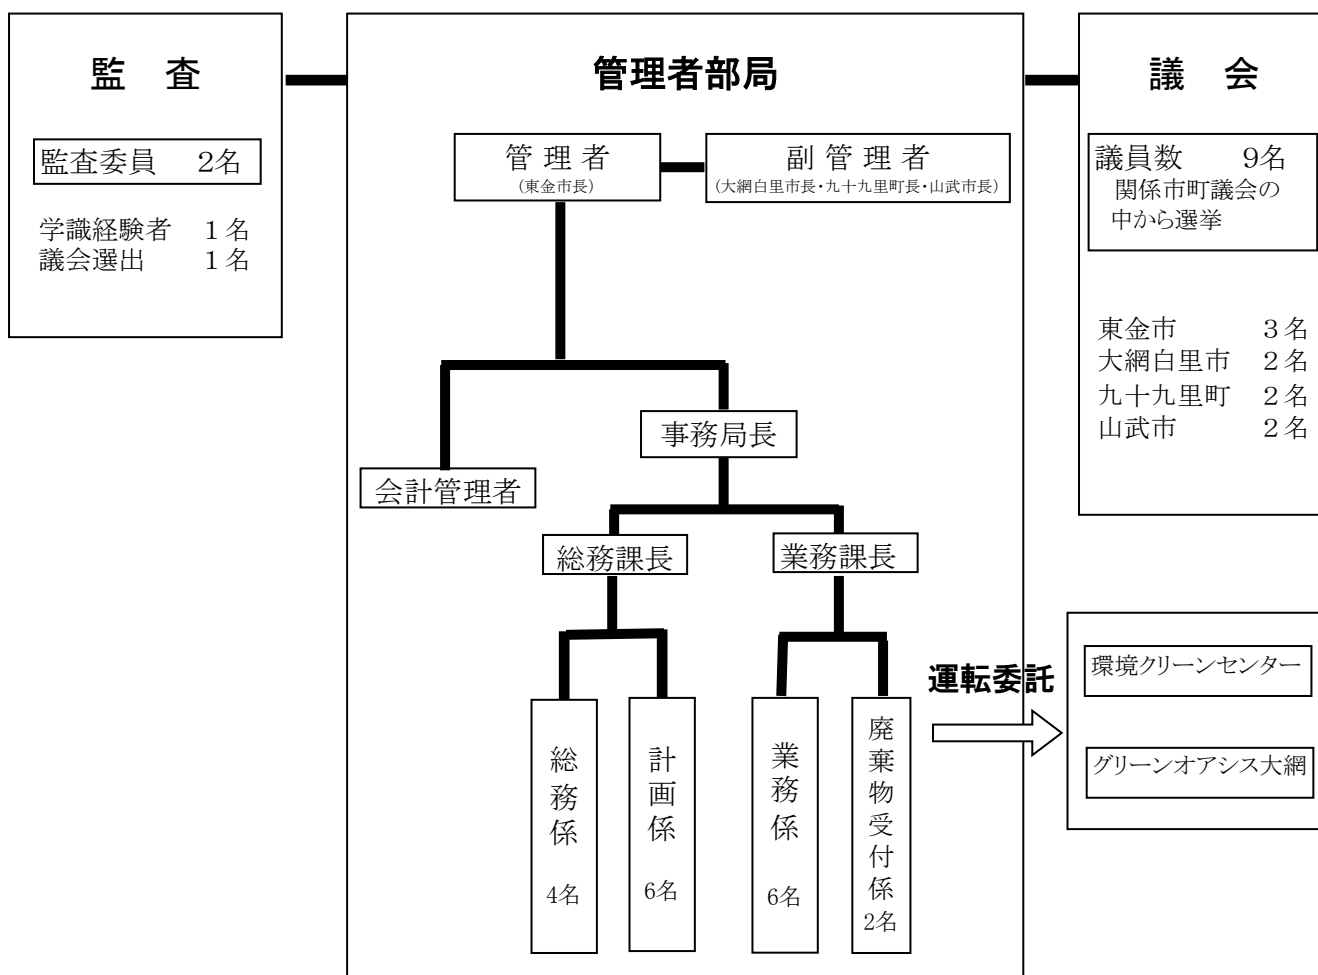 監　査
監査委員　2名
学識経験者　１名
議会選出　１名
管理者部局
管 理 者
(東金市長)
副 管 理 者
(大網白里市長・九十九里町長・山武市長)
事務局長
会計管理者
総務課長
業務課長
総務係　4名
計画係　6名
業務係　6名
廃棄物受付係　2名
議　会
議員数　9名
関係市町議会の
中から選挙
東金市　３名
大網白里市　２名
九十九里町　２名
山武市　２名
運転委託
環境クリーンセンター
グリーンオアシス大網